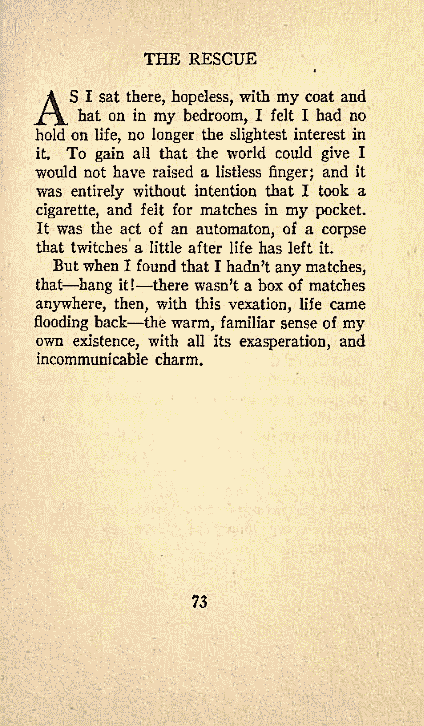 THE RESCUE
AS I sat there, hopeless, with my coat and
hat on in my bedroom, I felt I had no
hold on life, no longer the slightest interest in
it. To gain all that the world could give I
would not have raised a listless finger; and it
was entirely without intention that I took a
cigarette, and felt for matches in my pocket.
It was the act of an automaton, of a corpse
that twitches a little after life has left it.
But when I found that I hadn't any matches,
that—hang it!—there wasn't a box of matches
anywhere, then, with this vexation, life came
flooding back—the warm, familiar sense of my
own existence, with all its exasperation, and
incommunicable charm.
73